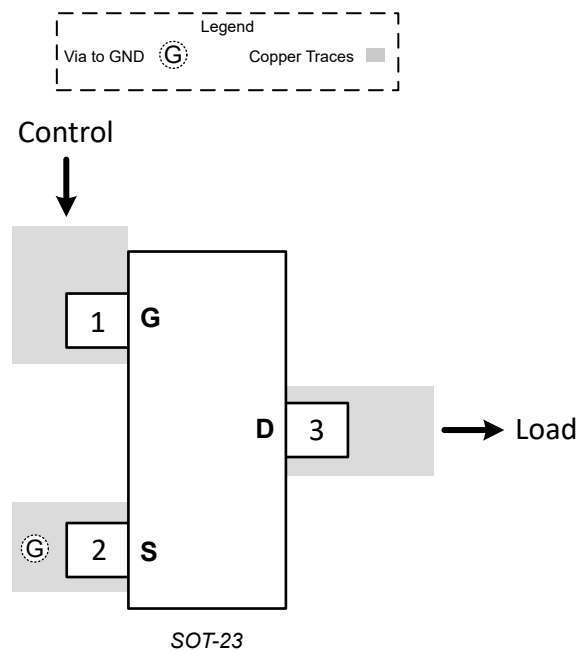 Legend
Via to GND G Copper Traces
Control
1 G
D 3 Load
G 2 S
SOT-23